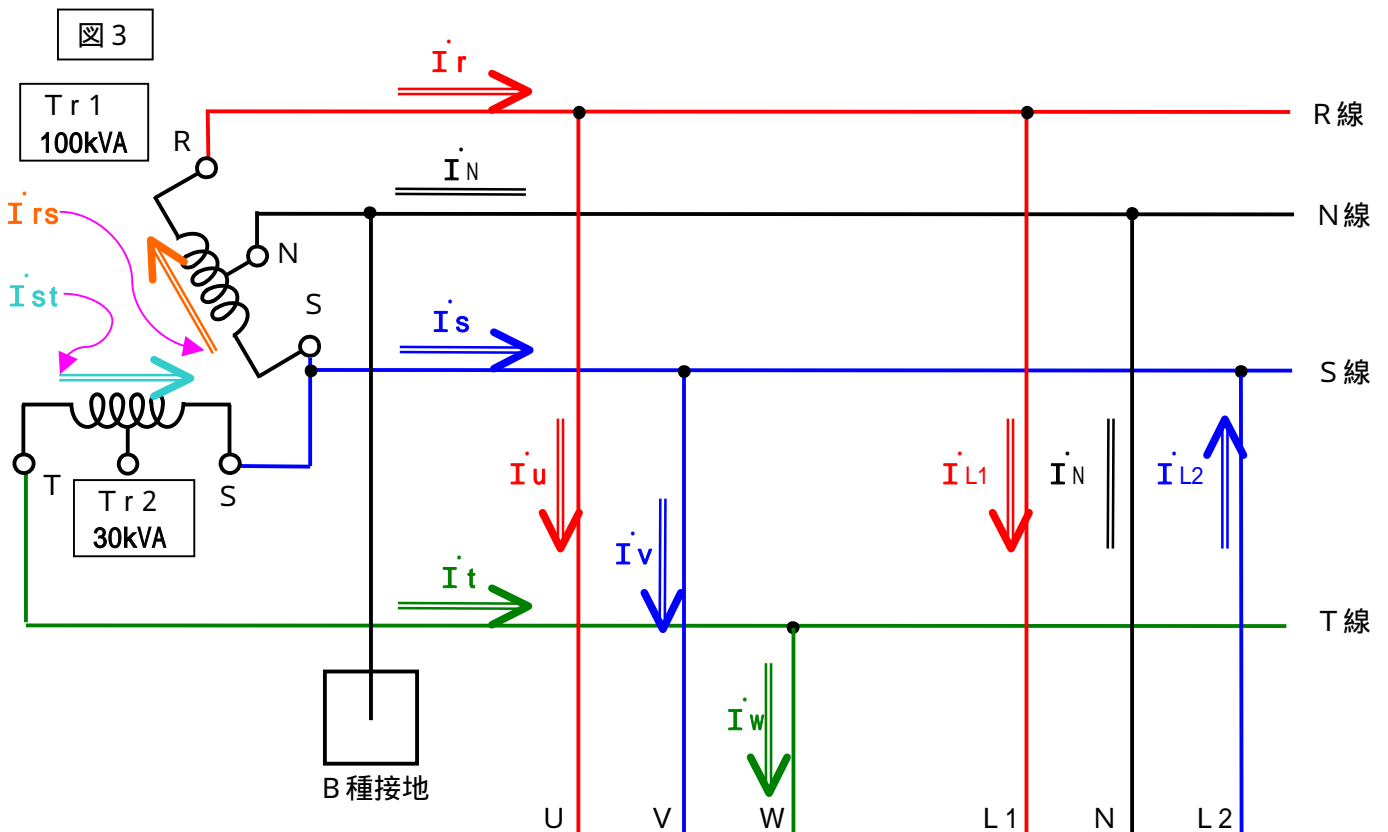 図3
İr
Tr1
100kVA
R
R線
İN
İrs
N
N線
İst
S
İs
S線
T
S
Tr2
30kVA
İu
İL1
İN
İL2
İv
İt
T線
İw
B種接地
U
V
W
L1
N
L2